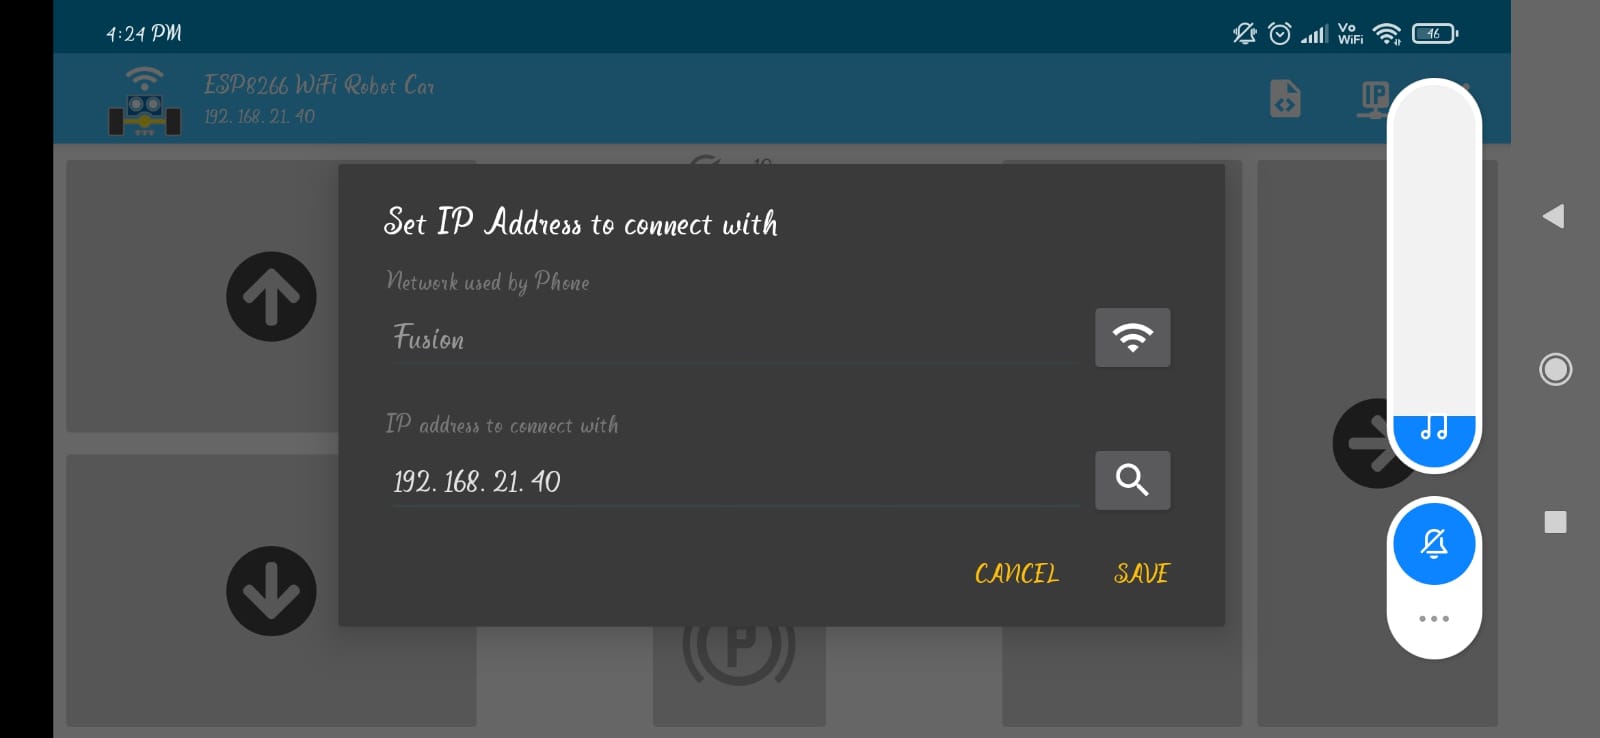 4:24 PM
Vo
WiFi
46
ESP8266 WiFi Robot Car
192. 168. 21. 40
IP
Set IP Address to connect with
Network used by Phone
Fusion
IP address to connect with
192. 168. 21. 40
CANCEL
SAVE
P